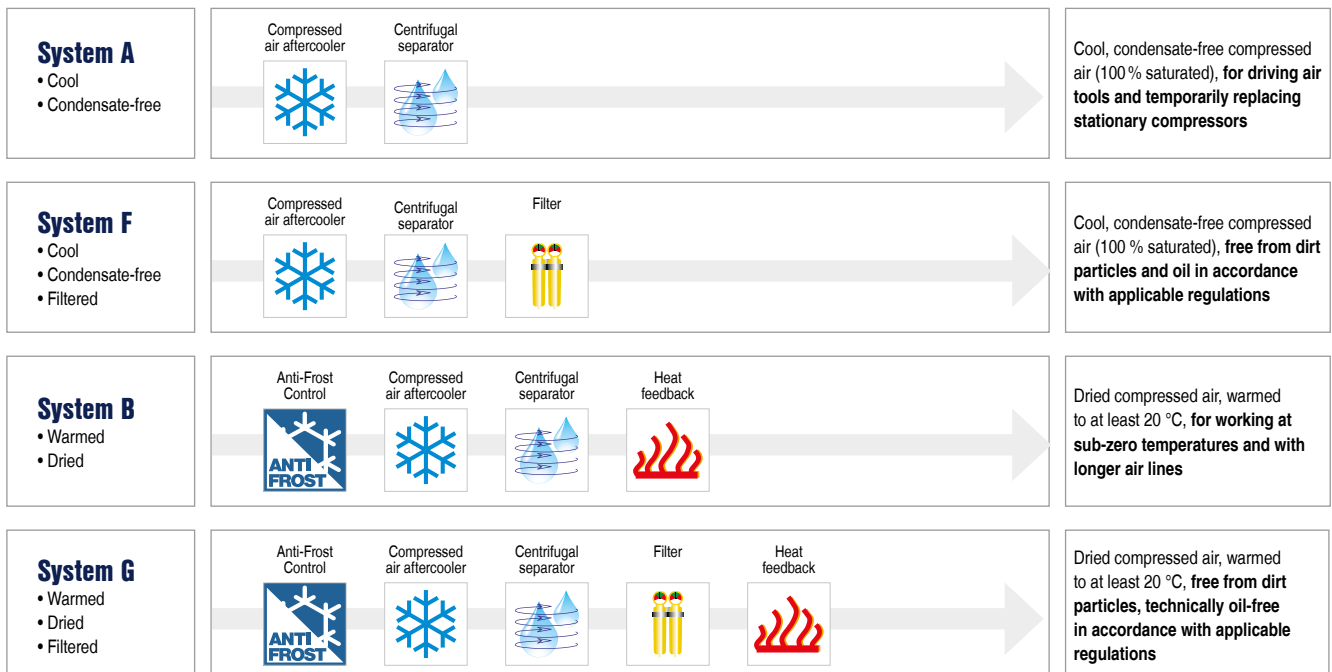 System A
• Cool
• Condensate-free
Compressed
air aftercooler
Centrifugal
separator
Cool, condensate-free compressed
air (100 % saturated), for driving air
tools and temporarily replacing
stationary compressors
System F
• Cool
• Condensate-free
• Filtered
Compressed
air aftercooler
Centrifugal
separator
Filter
Cool, condensate-free compressed
air (100 % saturated), free from dirt
particles and oil in accordance
with applicable regulations
System B
• Warmed
• Dried
Anti-Frost
Control
ANTI
FROST
Compressed
air aftercooler
Centrifugal
separator
Heat
feedback
Dried compressed air, warmed
to at least 20 °C, for working at
sub-zero temperatures and with
longer air lines
System G
• Warmed
• Dried
• Filtered
Anti-Frost
Control
ANTI
FROST
Compressed
air aftercooler
Centrifugal
separator
Filter
Heat
feedback
Dried compressed air, warmed
to at least 20 °C, free from dirt
particles, technically oil-free
in accordance with applicable
regulations